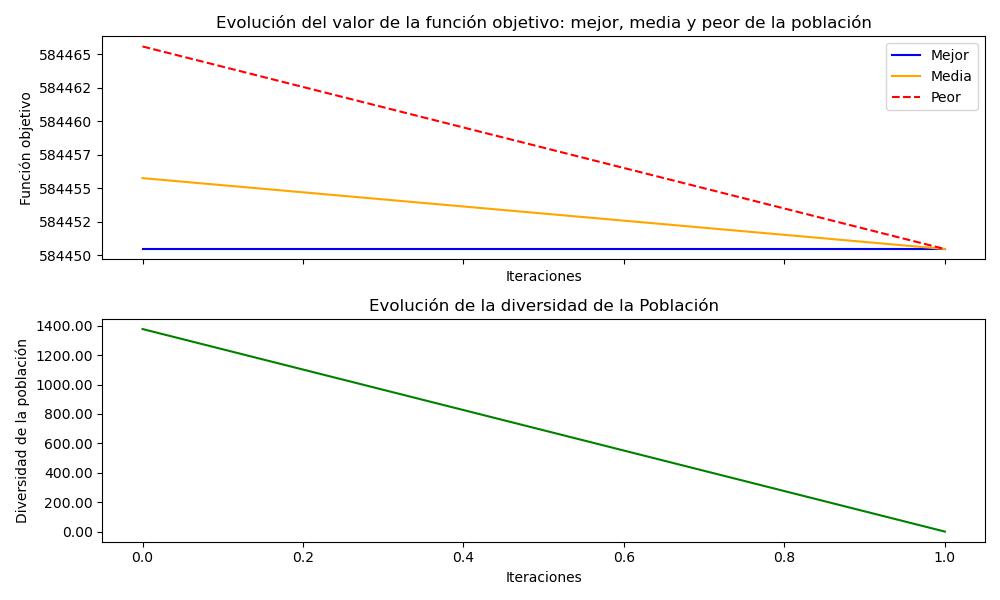 Evolución del valor de la función objetivo: mejor, media y peor de la población
Función objetivo
584465
584462
584460
584457
584455
584452
584450
Mejor
Media
Peor
Iteraciones
Evolución de la diversidad de la Población
Diversidad de la población
1400.00
1200.00
1000.00
800.00
600.00
400.00
200.00
0.00
0.0 0.2 0.4 0.6 0.8 1.0
Iteraciones